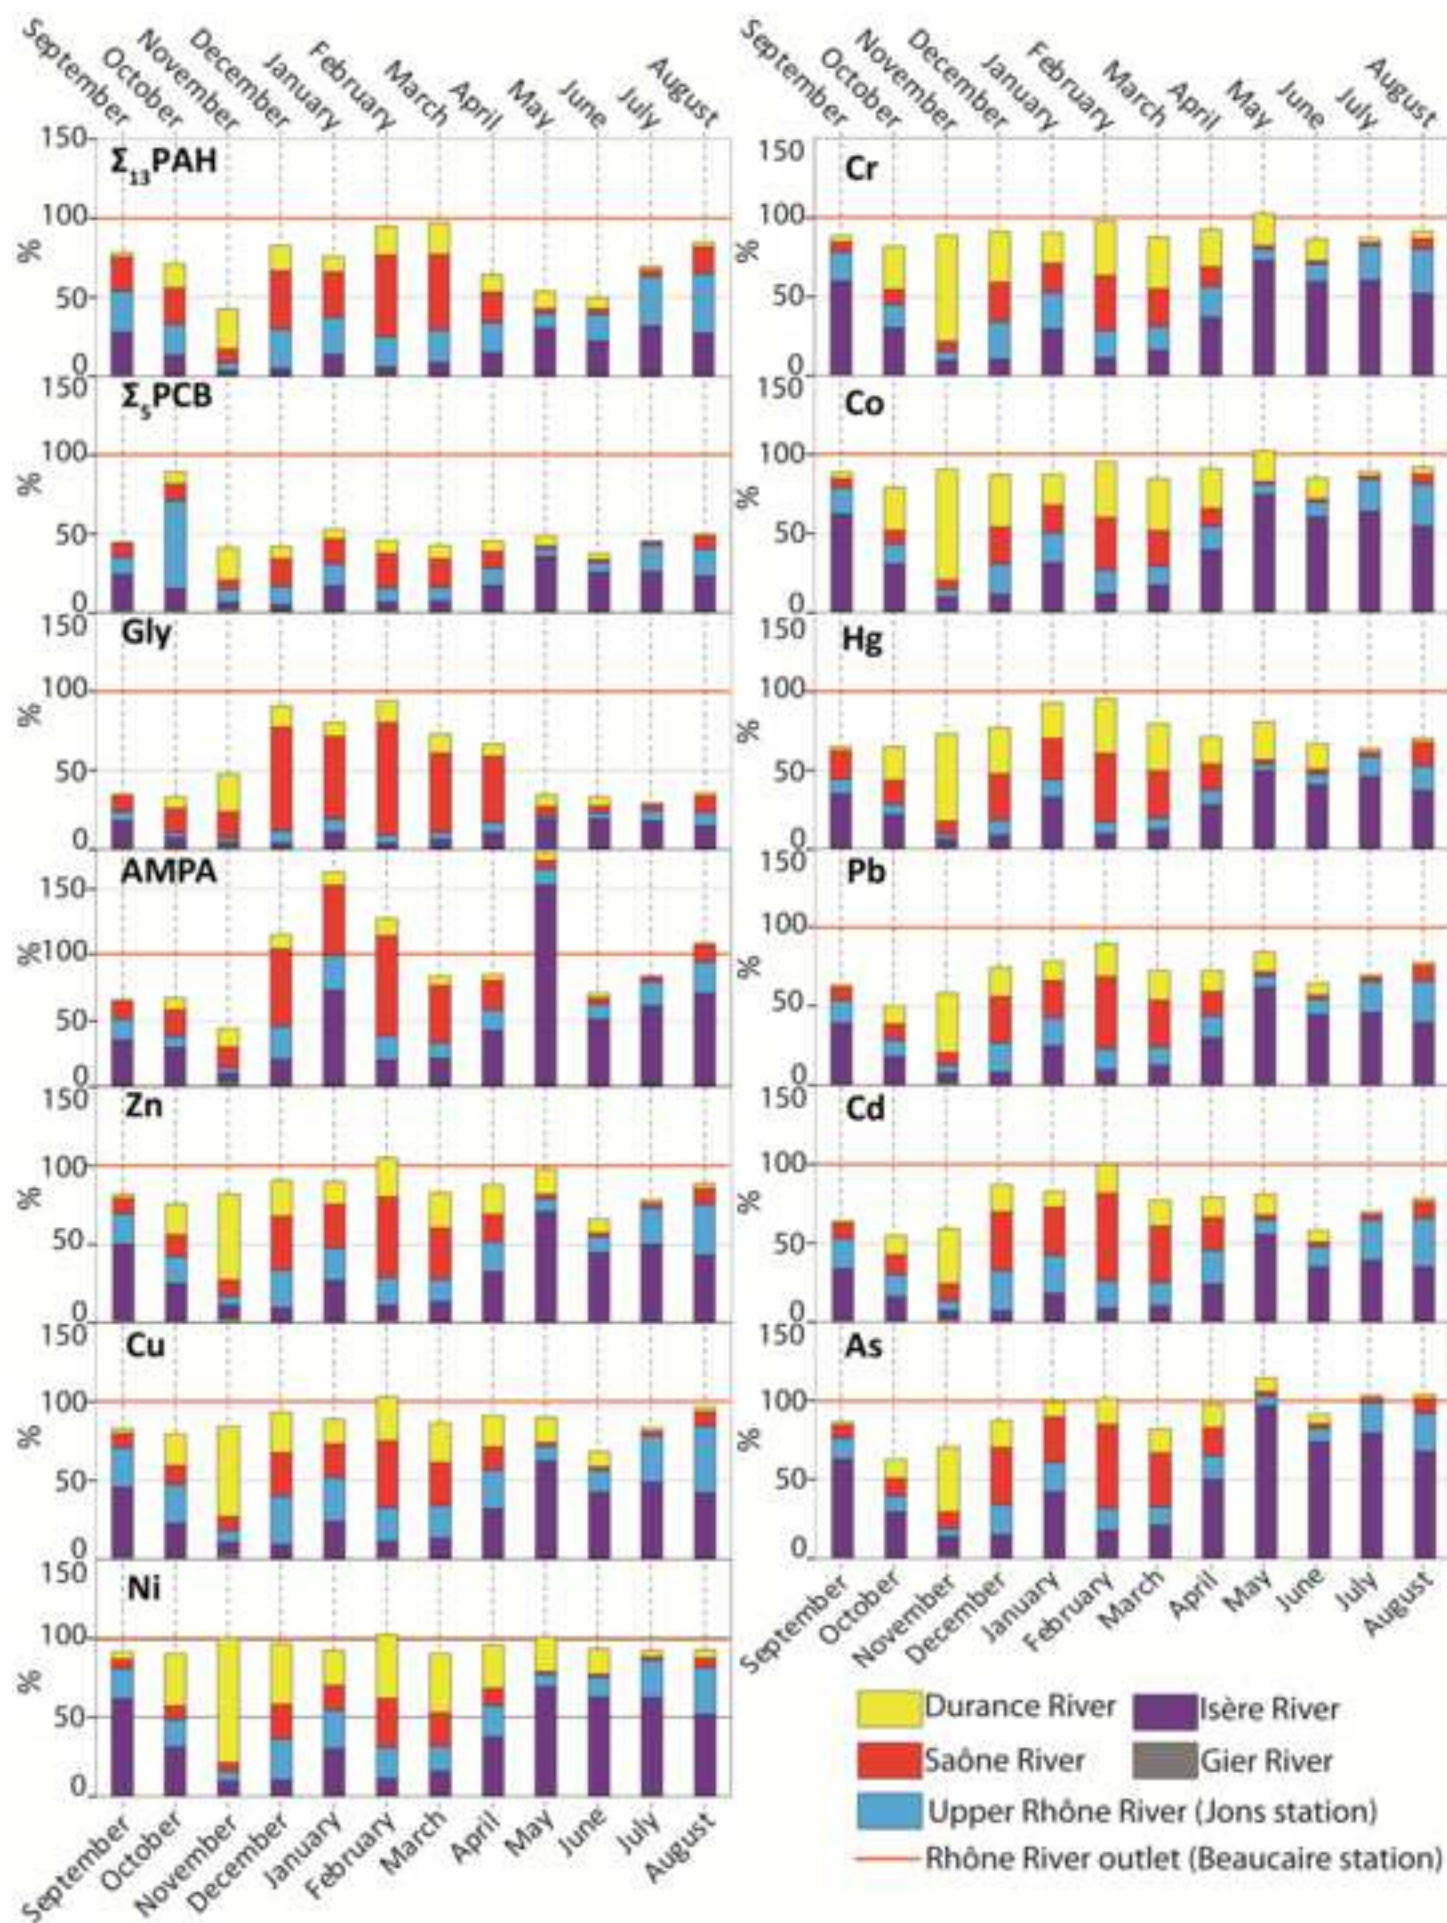 September October November December January February March April May June July August
September October November December January February March April May June July August
150 Σ13PAH
100
%
50
0
150 Σ5PCB
100
%
50
0
150 Gly
100
%
50
0
AMPA
150
100
%
50
0
150 Zn
100
%
50
0
150 Cu
100
%
50
0
150 Ni
100
%
50
0
September October November December January February March April May June July August
150 Cr
100
%
50
0
150 Co
100
%
50
0
150 Hg
100
%
50
0
150 Pb
100
%
50
0
150 Cd
100
%
50
0
150 As
100
%
50
0
September October November December January February March April May June July August
Durance River Isère River
Saône River Gier River
Upper Rhône River (Jons station)
Rhône River outlet (Beaucaire station)